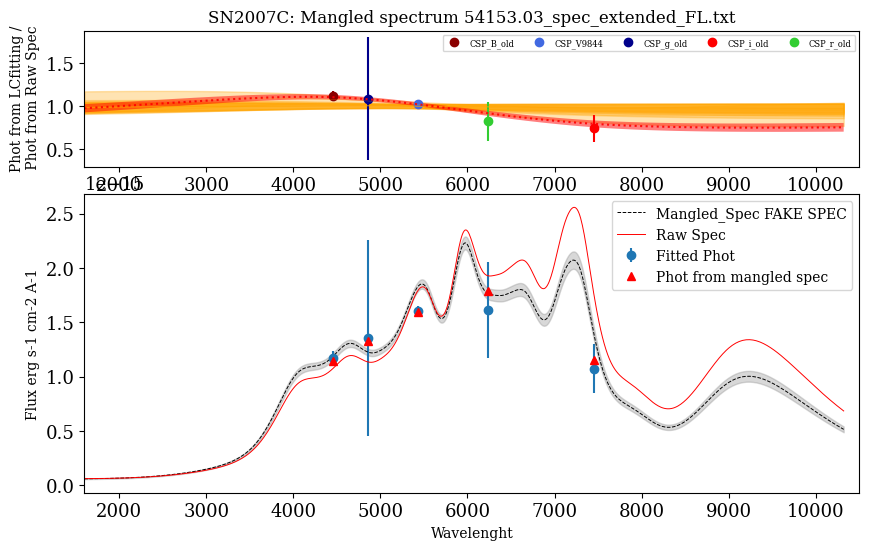 SN2007C: Mangled spectrum 54153.03_spec_extended_FL.txt
Phot from LCfitting /
Phot from Raw Spec
CSP_B_old CSP_V9844 CSP_g_old CSP_i_old CSP_r_old
1.5
1.0
0.5
2000 3000 4000 5000 6000 7000 8000 9000 10000
1e−15
Mangled_Spec FAKE SPEC
Raw Spec
Fitted Phot
Phot from mangled spec
Flux erg s-1 cm-2 A-1
2.5
2.0
1.5
1.0
0.5
0.0
2000 3000 4000 5000 6000 7000 8000 9000 10000
Wavelenght